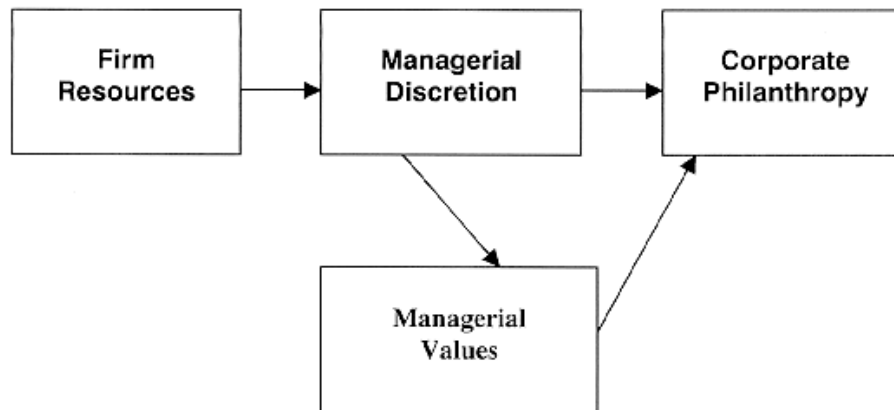 Firm
Resources
Managerial
Discretion
Corporate
Philanthropy
Managerial
Values